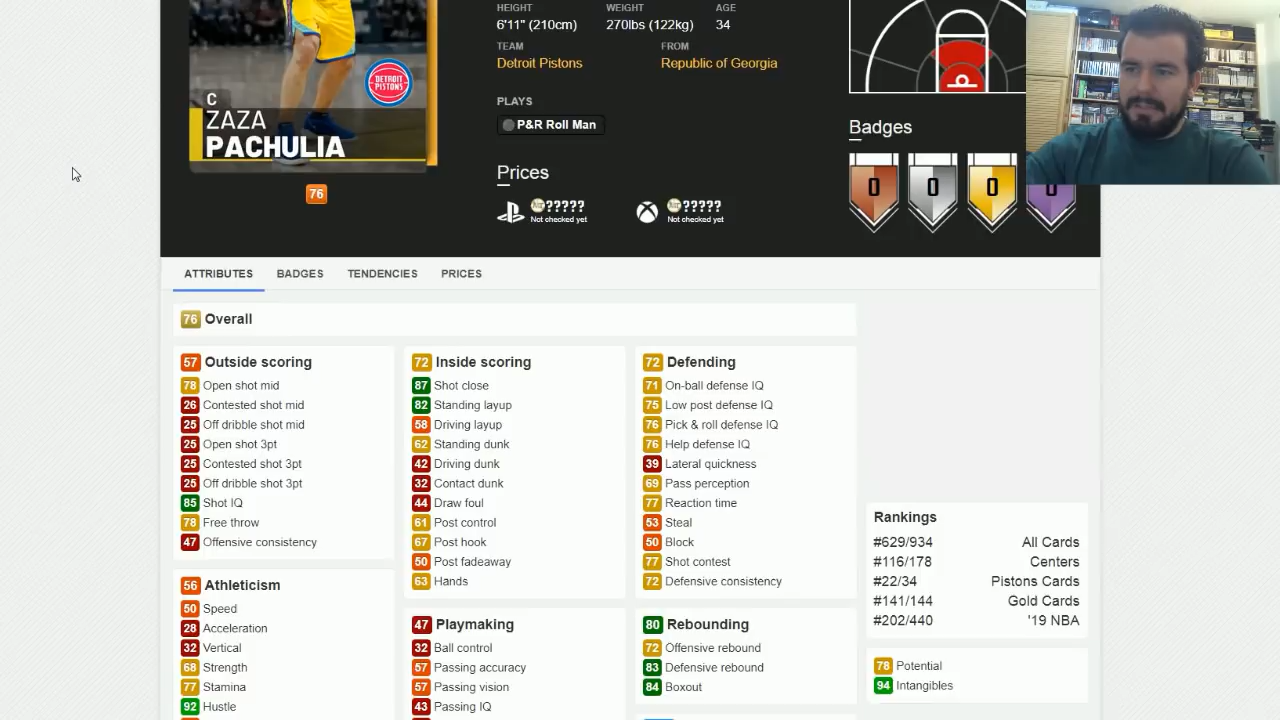 HEIGHT WEIGHT AGE
6'11" (210cm) 270lbs (122kg) 34
TEAM FROM
Detroit Pistons Republic of Georgia
PLAYS
P&R Roll Man
DETROIT
PISTONS
C
ZAZA
PACHULIA
76
Prices
?????
Not checked yet
?????
Not checked yet
Badges
0 0 0 0
ATTRIBUTES BADGES TENDENCIES PRICES
76 Overall
57 Outside scoring
78 Open shot mid
26 Contested shot mid
25 Off dribble shot mid
25 Open shot 3pt
25 Contested shot 3pt
25 Off dribble shot 3pt
85 Shot IQ
78 Free throw
47 Offensive consistency
56 Athleticism
50 Speed
28 Acceleration
32 Vertical
68 Strength
77 Stamina
92 Hustle
72 Inside scoring
87 Shot close
82 Standing layup
58 Driving layup
62 Standing dunk
42 Driving dunk
32 Contact dunk
44 Draw foul
61 Post control
67 Post hook
50 Post fadeaway
63 Hands
47 Playmaking
32 Ball control
57 Passing accuracy
57 Passing vision
43 Passing IQ
72 Defending
71 On-ball defense IQ
75 Low post defense IQ
76 Pick & roll defense IQ
76 Help defense IQ
39 Lateral quickness
69 Pass perception
77 Reaction time
53 Steal
50 Block
77 Shot contest
72 Defensive consistency
80 Rebounding
72 Offensive rebound
83 Defensive rebound
84 Boxout
Rankings
#629/934 All Cards
#116/178 Centers
#22/34 Pistons Cards
#141/144 Gold Cards
#202/440 '19 NBA
78 Potential
94 Intangibles